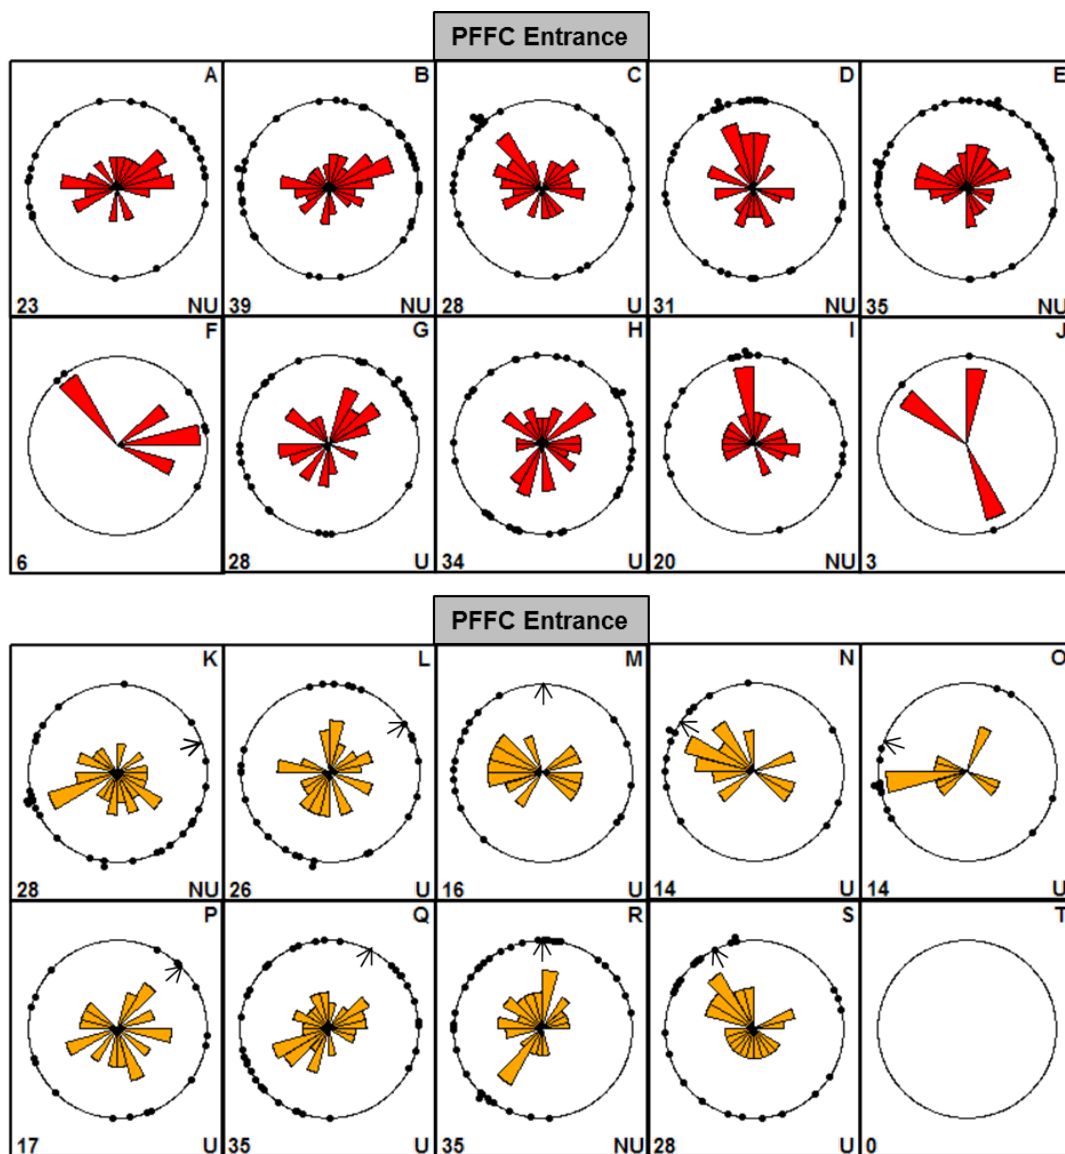 PFFC Entrance
A B C D E
23 NU 39 NU 28 U 31 NU 35 NU
F G H I J
6 28 U 34 U 20 NU 3
PFFC Entrance
K L M N O
28 NU 26 U 16 U 14 U 14 U
P Q R S T
17 U 35 U 35 NU 28 U 0